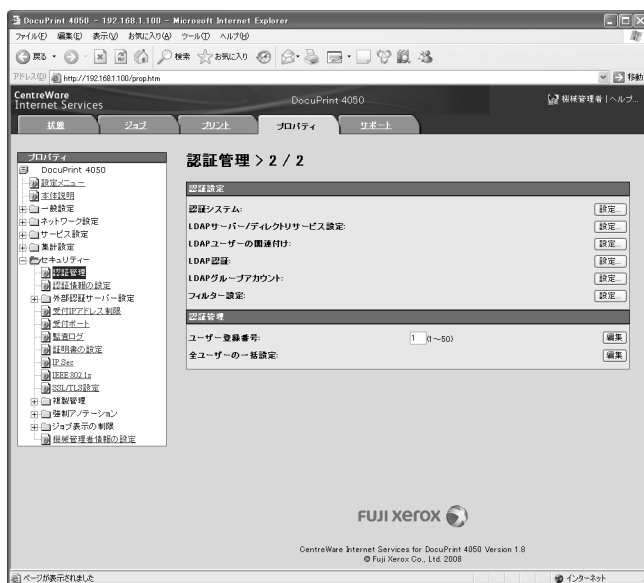 DocuPrint 4050 - 192.168.1.100 - Microsoft Internet Explorer
ファイル(F) 編集(E) 表示(V) お気に入り(A) ツール(T) ヘルプ(H)
戻る 検索 お気に入り
アドレス(D) http://192.168.1.100/prop.htm 移動
CentreWare
Internet Services
DocuPrint 4050
機械管理者 | ヘルプ...
状態 ジョブ プリント プロパティ サポート
プロパティ
DocuPrint 4050
設定メニュー
本体説明
一般設定
ネットワーク設定
サービス設定
集計設定
セキュリティー
認証管理
認証情報の設定
外部認証サーバー設定
受付IPアドレス制限
受付ポート
監査ログ
証明書の設定
IP Sec
IEEE 802.1x
SSL/TLS設定
複製管理
強制アノテーション
ジョブ表示の制限
機械管理者情報の設定
認証管理 > 2 / 2
認証設定
認証システム: 設定...
LDAPサーバー/ディレクトリサービス設定: 設定...
LDAPユーザーの関連付け: 設定...
LDAP認証: 設定...
LDAPグループアカウント: 設定...
フィルター設定: 設定...
認証管理
ユーザー登録番号: 1 (1～50) 編集
全ユーザーの一括設定: 編集
FUJI XEROX
CentreWare Internet Services for DocuPrint 4050 Version 1.8
© Fuji Xerox Co., Ltd. 2008
ページが表示されました インターネット